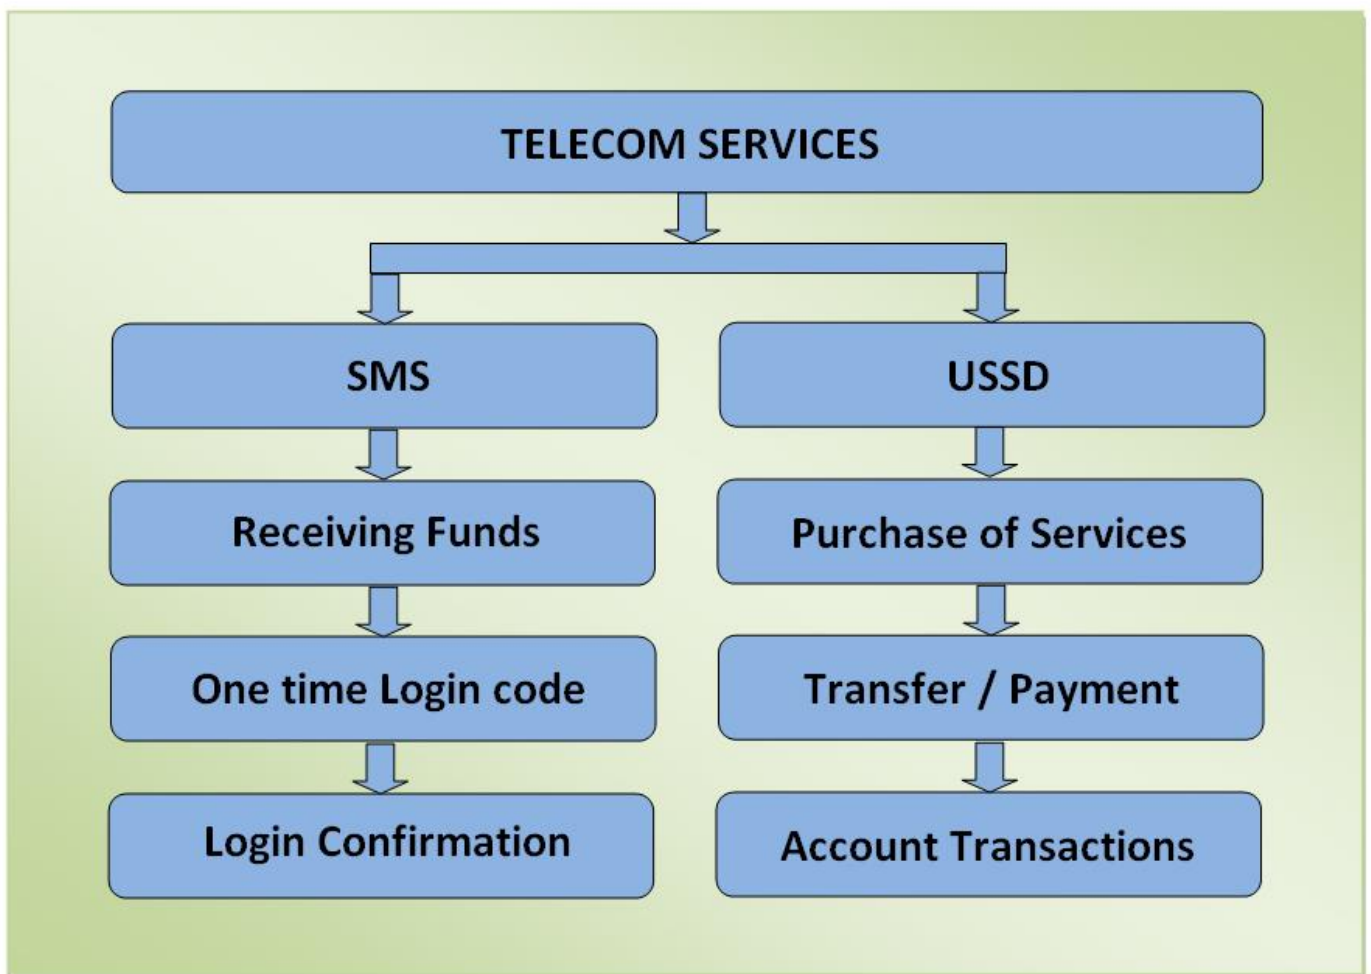 TELECOM SERVICES
SMS
USSD
Receiving Funds
Purchase of Services
One time Login code
Transfer / Payment
Login Confirmation
Account Transactions